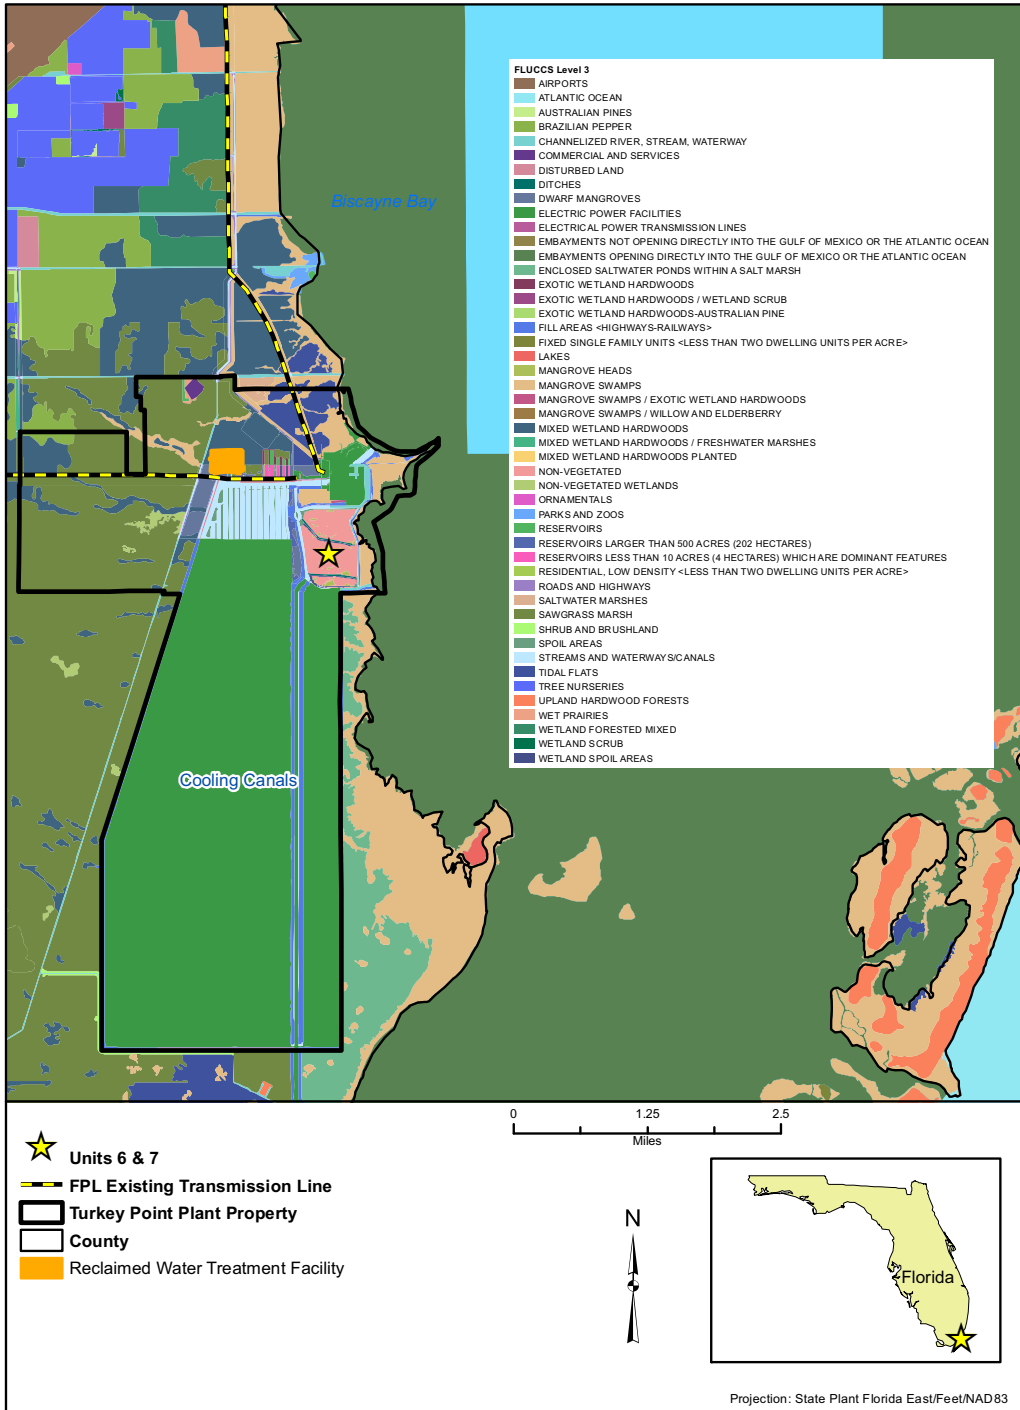 FLUCCS Level 3
AIRPORTS
ATLANTIC OCEAN
AUSTRALIAN PINES
BRAZILIAN PEPPER
CHANNELIZED RIVER, STREAM, WATERWAY
COMMERCIAL AND SERVICES
DISTURBED LAND
DITCHES
DWARF MANGROVES
ELECTRIC POWER FACILITIES
ELECTRICAL POWER TRANSMISSION LINES
EMBAYMENTS NOT OPENING DIRECTLY INTO THE GULF OF MEXICO OR THE ATLANTIC OCEAN
EMBAYMENTS OPENING DIRECTLY INTO THE GULF OF MEXICO OR THE ATLANTIC OCEAN
ENCLOSED SALTWATER PONDS WITHIN A SALT MARSH
EXOTIC WETLAND HARDWOODS
EXOTIC WETLAND HARDWOODS / WETLAND SCRUB
EXOTIC WETLAND HARDWOODS-AUSTRALIAN PINE
FILL AREAS <HIGHWAYS-RAILWAYS>
FIXED SINGLE FAMILY UNITS <LESS THAN TWO DWELLING UNITS PER ACRE>
LAKES
MANGROVE HEADS
MANGROVE SWAMPS
MANGROVE SWAMPS / EXOTIC WETLAND HARDWOODS
MANGROVE SWAMPS / WILLOW AND ELDERBERRY
MIXED WETLAND HARDWOODS
MIXED WETLAND HARDWOODS / FRESHWATER MARSHES
MIXED WETLAND HARDWOODS PLANTED
NON-VEGETATED
NON-VEGETATED WETLANDS
ORNAMENTALS
PARKS AND ZOOS
RESERVOIRS
RESERVOIRS LARGER THAN 500 ACRES (202 HECTARES)
RESERVOIRS LESS THAN 10 ACRES (4 HECTARES) WHICH ARE DOMINANT FEATURES
RESIDENTIAL, LOW DENSITY <LESS THAN TWO DWELLING UNITS PER ACRE>
ROADS AND HIGHWAYS
SALTWATER MARSHES
SAWGRASS MARSH
SHRUB AND BRUSHLAND
SPOIL AREAS
STREAMS AND WATERWAYS/CANALS
TIDAL FLATS
TREE NURSERIES
UPLAND HARDWOOD FORESTS
WET PRAIRIES
WETLAND FORESTED MIXED
WETLAND SCRUB
WETLAND SPOIL AREAS
Biscayne Bay
Cooling Canals
0 1.25 2.5
Miles
Units 6 & 7
FPL Existing Transmission Line
Turkey Point Plant Property
County
Reclaimed Water Treatment Facility
N
Florida
Projection: State Plant Florida East/Feet/NAD83